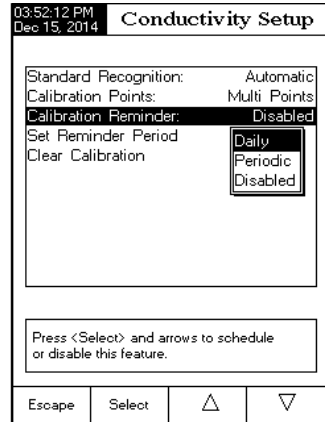 03:52:12 PM
Dec 15, 2014
Conductivity Setup
Standard Recognition: Automatic
Calibration Points: Multi Points
Calibration Reminder: Disabled
Set Reminder Period
Clear Calibration
Daily
Periodic
Disabled
Press <Select> and arrows to schedule
or disable this feature.
Escape Select